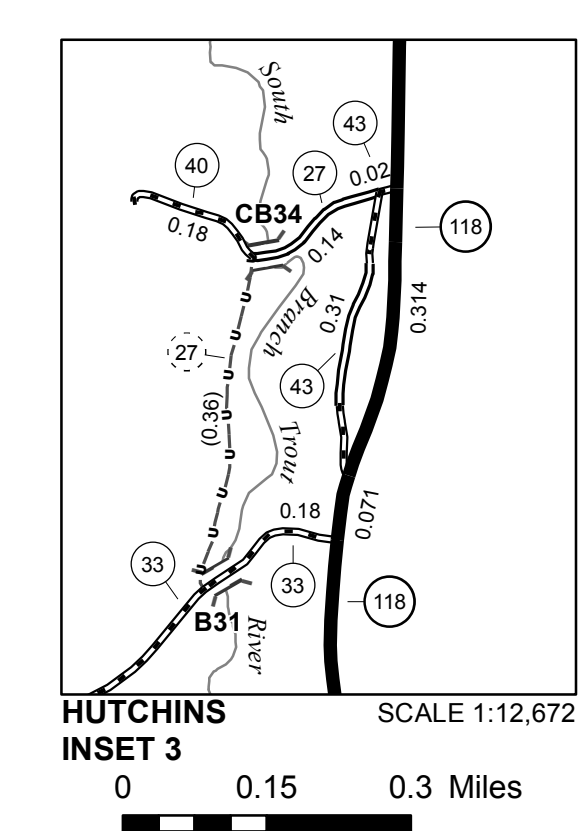 South
43
40
27
0.02
CB34
0.18
118
0.14
Branch
0.31
0.314
27
43
(0.36)
Trout
0.18
0.071
33
33
118
B31
River
U U U U U U U U
HUTCHINS
SCALE 1:12,672
INSET 3
0 0.15 0.3 Miles